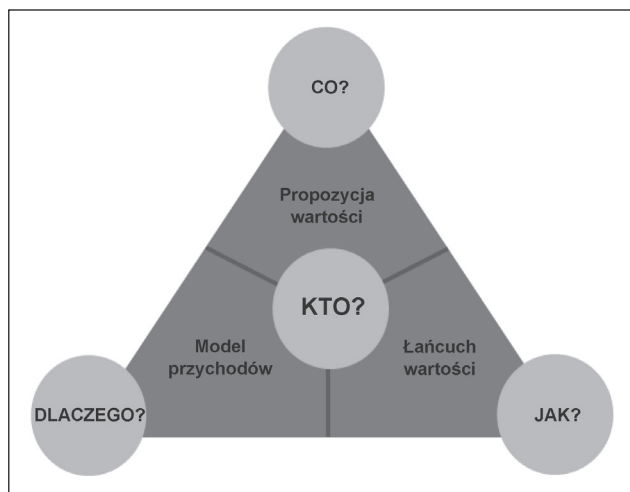 CO?
Propozycja
wartości
KTO?
Model
przychodów
Łańcuch
wartości
DLACZEGO?
JAK?